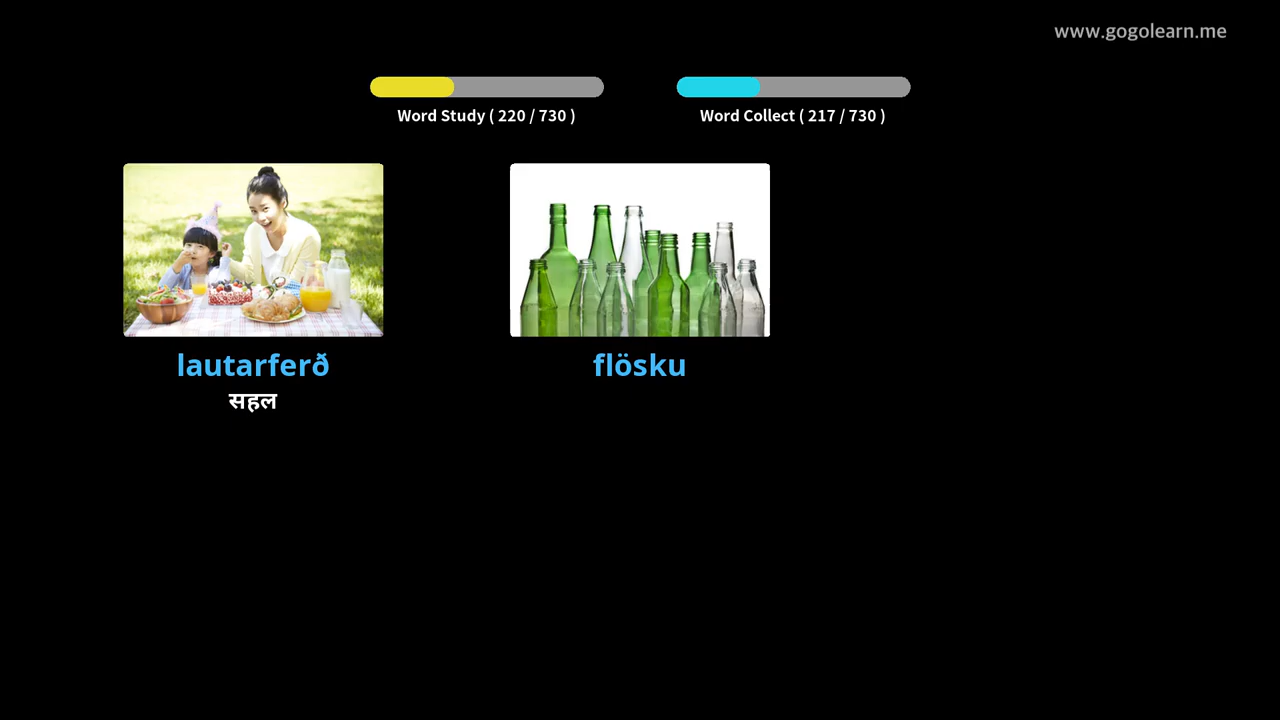 www.gogolearn.me
Word Study ( 220 / 730 )
Word Collect ( 217 / 730 )
lautarferð
सहल
flösku